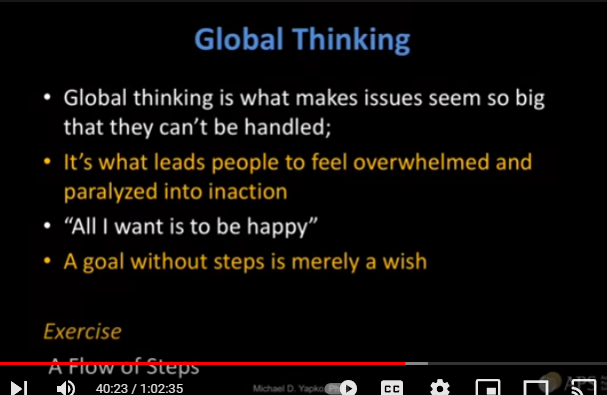 Global Thinking
• Global thinking is what makes issues seem so big
that they can't be handled;
• It's what leads people to feel overwhelmed and
paralyzed into inaction
• “All I want is to be happy”
• A goal without steps is merely a wish
Exercise
A Flow of Steps
40:23 / 1:02:35
Michael D. Yapko
CC
APS